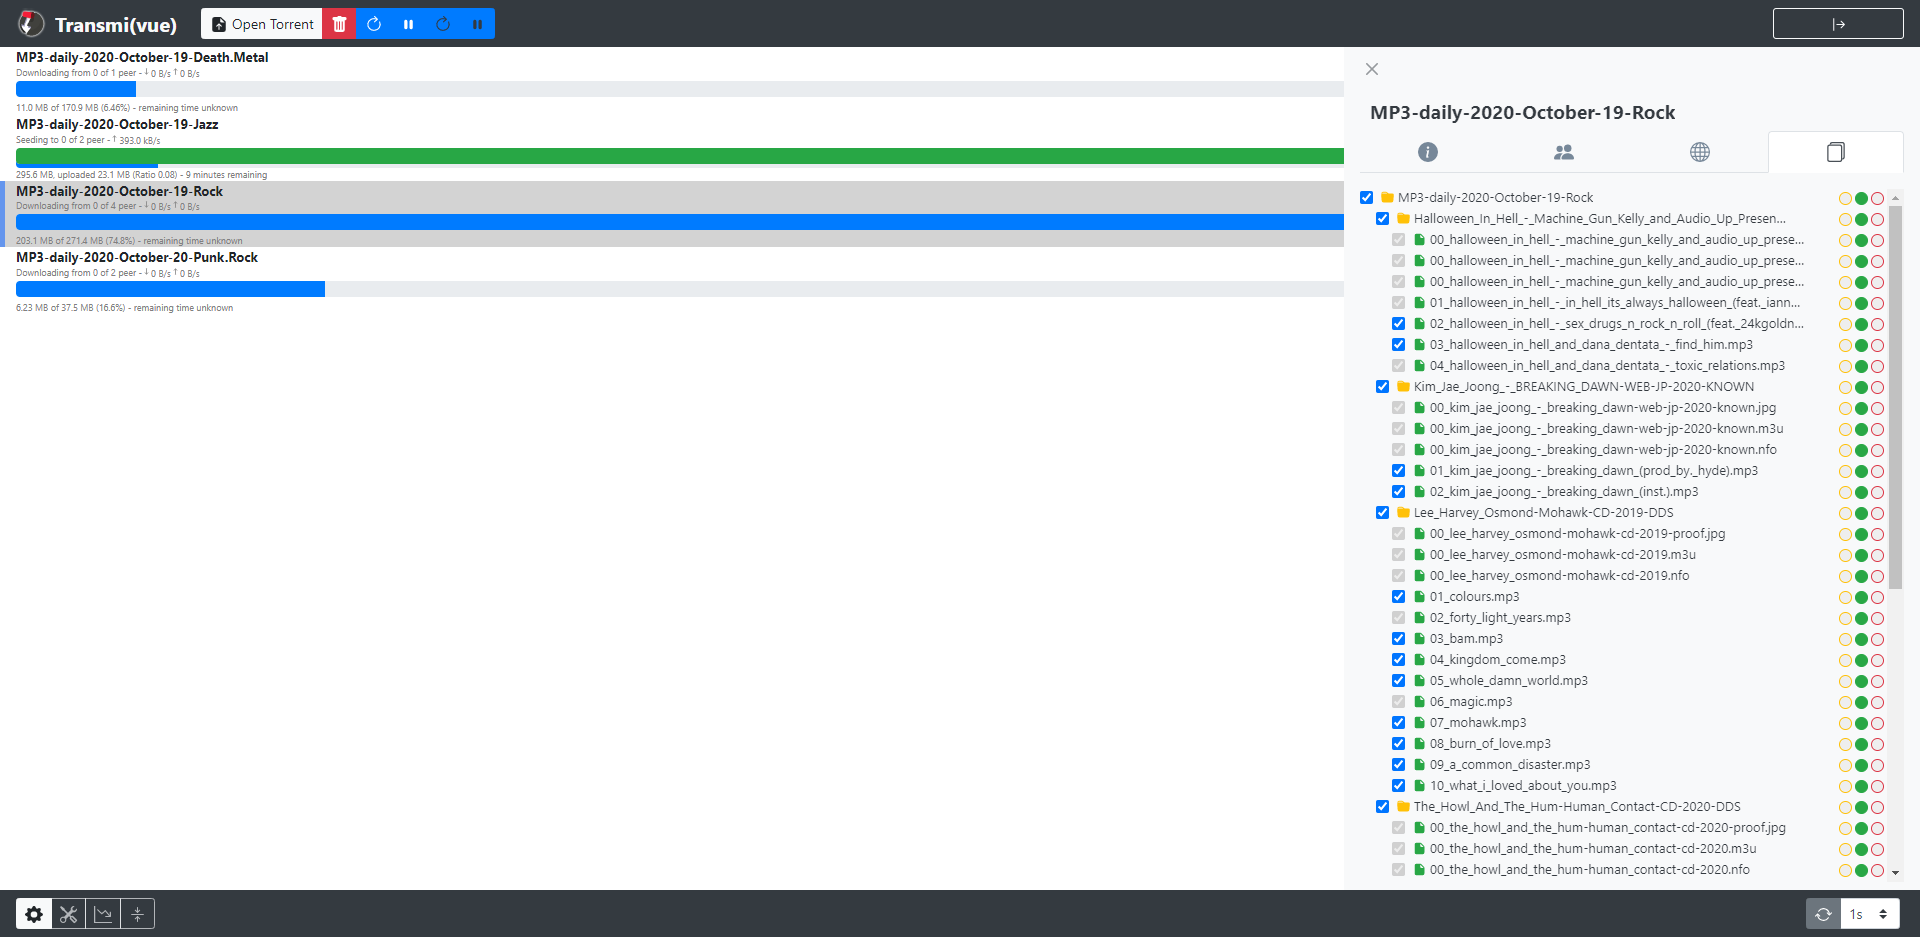 Transmi(vue)
Open Torrent
MP3-daily-2020-October-19-Death.Metal
Downloading from 0 of 1 peer - ↓ 0 B/s ↑ 0 B/s
11.0 MB of 170.9 MB (6.46%) - remaining time unknown
MP3-daily-2020-October-19-Jazz
Seeding to 0 of 2 peer - ↑ 393.0 kB/s
295.6 MB, uploaded 23.1 MB (Ratio 0.08) - 9 minutes remaining
MP3-daily-2020-October-19-Rock
Downloading from 0 of 4 peer - ↓ 0 B/s ↑ 0 B/s
203.1 MB of 271.4 MB (74.8%) - remaining time unknown
MP3-daily-2020-October-20-Punk.Rock
Downloading from 0 of 2 peer - ↓ 0 B/s ↑ 0 B/s
6.23 MB of 37.5 MB (16.6%) - remaining time unknown
MP3-daily-2020-October-19-Rock
MP3-daily-2020-October-19-Rock
Halloween_In_Hell_-_Machine_Gun_Kelly_and_Audio_Up_Presen...
00_halloween_in_hell_-_machine_gun_kelly_and_audio_up_prese...
00_halloween_in_hell_-_machine_gun_kelly_and_audio_up_prese...
00_halloween_in_hell_-_machine_gun_kelly_and_audio_up_prese...
01_halloween_in_hell_-_in_hell_its_always_halloween_(feat._iann...
02_halloween_in_hell_-_sex_drugs_n_rock_n_roll_(feat._24kgoldn...
03_halloween_in_hell_and_dana_dentata_-_find_him.mp3
04_halloween_in_hell_and_dana_dentata_-_toxic_relations.mp3
Kim_Jae_Joong_-_BREAKING_DAWN-WEB-JP-2020-KNOWN
00_kim_jae_joong_-_breaking_dawn-web-jp-2020-known.jpg
00_kim_jae_joong_-_breaking_dawn-web-jp-2020-known.m3u
00_kim_jae_joong_-_breaking_dawn-web-jp-2020-known.nfo
01_kim_jae_joong_-_breaking_dawn_(prod_by._hyde).mp3
02_kim_jae_joong_-_breaking_dawn_(inst.).mp3
Lee_Harvey_Osmond-Mohawk-CD-2019-DDS
00_lee_harvey_osmond-mohawk-cd-2019-proof.jpg
00_lee_harvey_osmond-mohawk-cd-2019.m3u
00_lee_harvey_osmond-mohawk-cd-2019.nfo
01_colours.mp3
02_forty_light_years.mp3
03_bam.mp3
04_kingdom_come.mp3
05_whole_damn_world.mp3
06_magic.mp3
07_mohawk.mp3
08_burn_of_love.mp3
09_a_common_disaster.mp3
10_what_i_loved_about_you.mp3
The_Howl_And_The_Hum-Human_Contact-CD-2020-DDS
00_the_howl_and_the_hum-human_contact-cd-2020-proof.jpg
00_the_howl_and_the_hum-human_contact-cd-2020.m3u
00_the_howl_and_the_hum-human_contact-cd-2020.nfo
1s